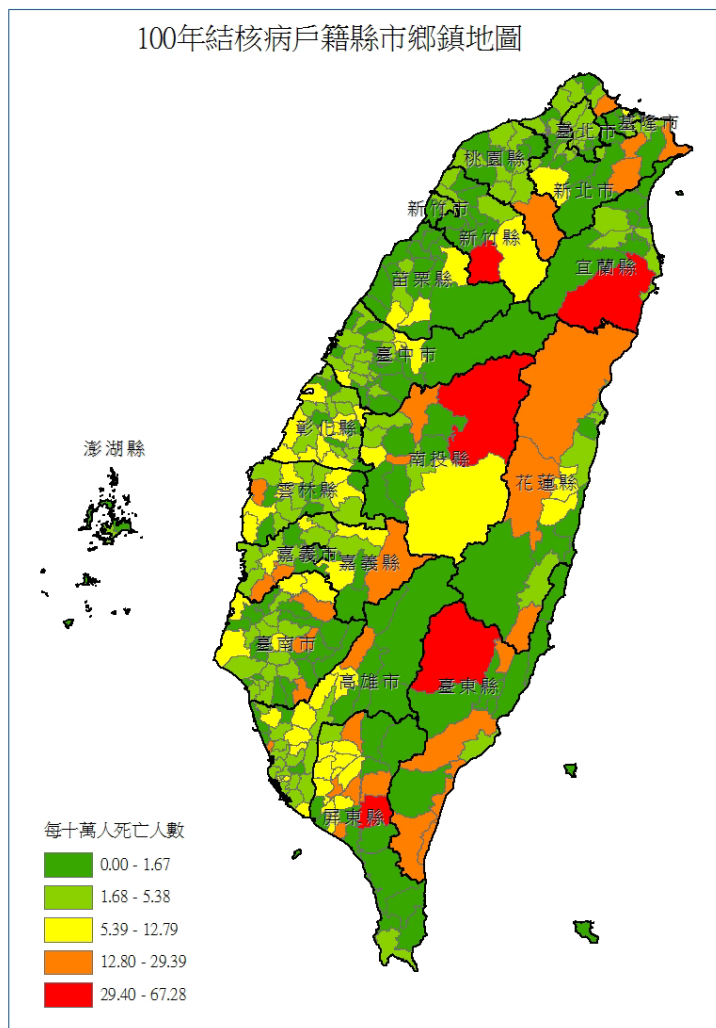 100年結核病戶籍縣市鄉鎮地圖
基隆市
臺北市
桃園縣
新北市
新竹市
新竹縣
宜蘭縣
苗栗縣
臺中市
彰化縣
澎湖縣
南投縣
花蓮縣
雲林縣
嘉義市
嘉義縣
臺南市
高雄市
臺東縣
屏東縣
每十萬人死亡人數
0.00 - 1.67
1.68 - 5.38
5.39 - 12.79
12.80 - 29.39
29.40 - 67.28